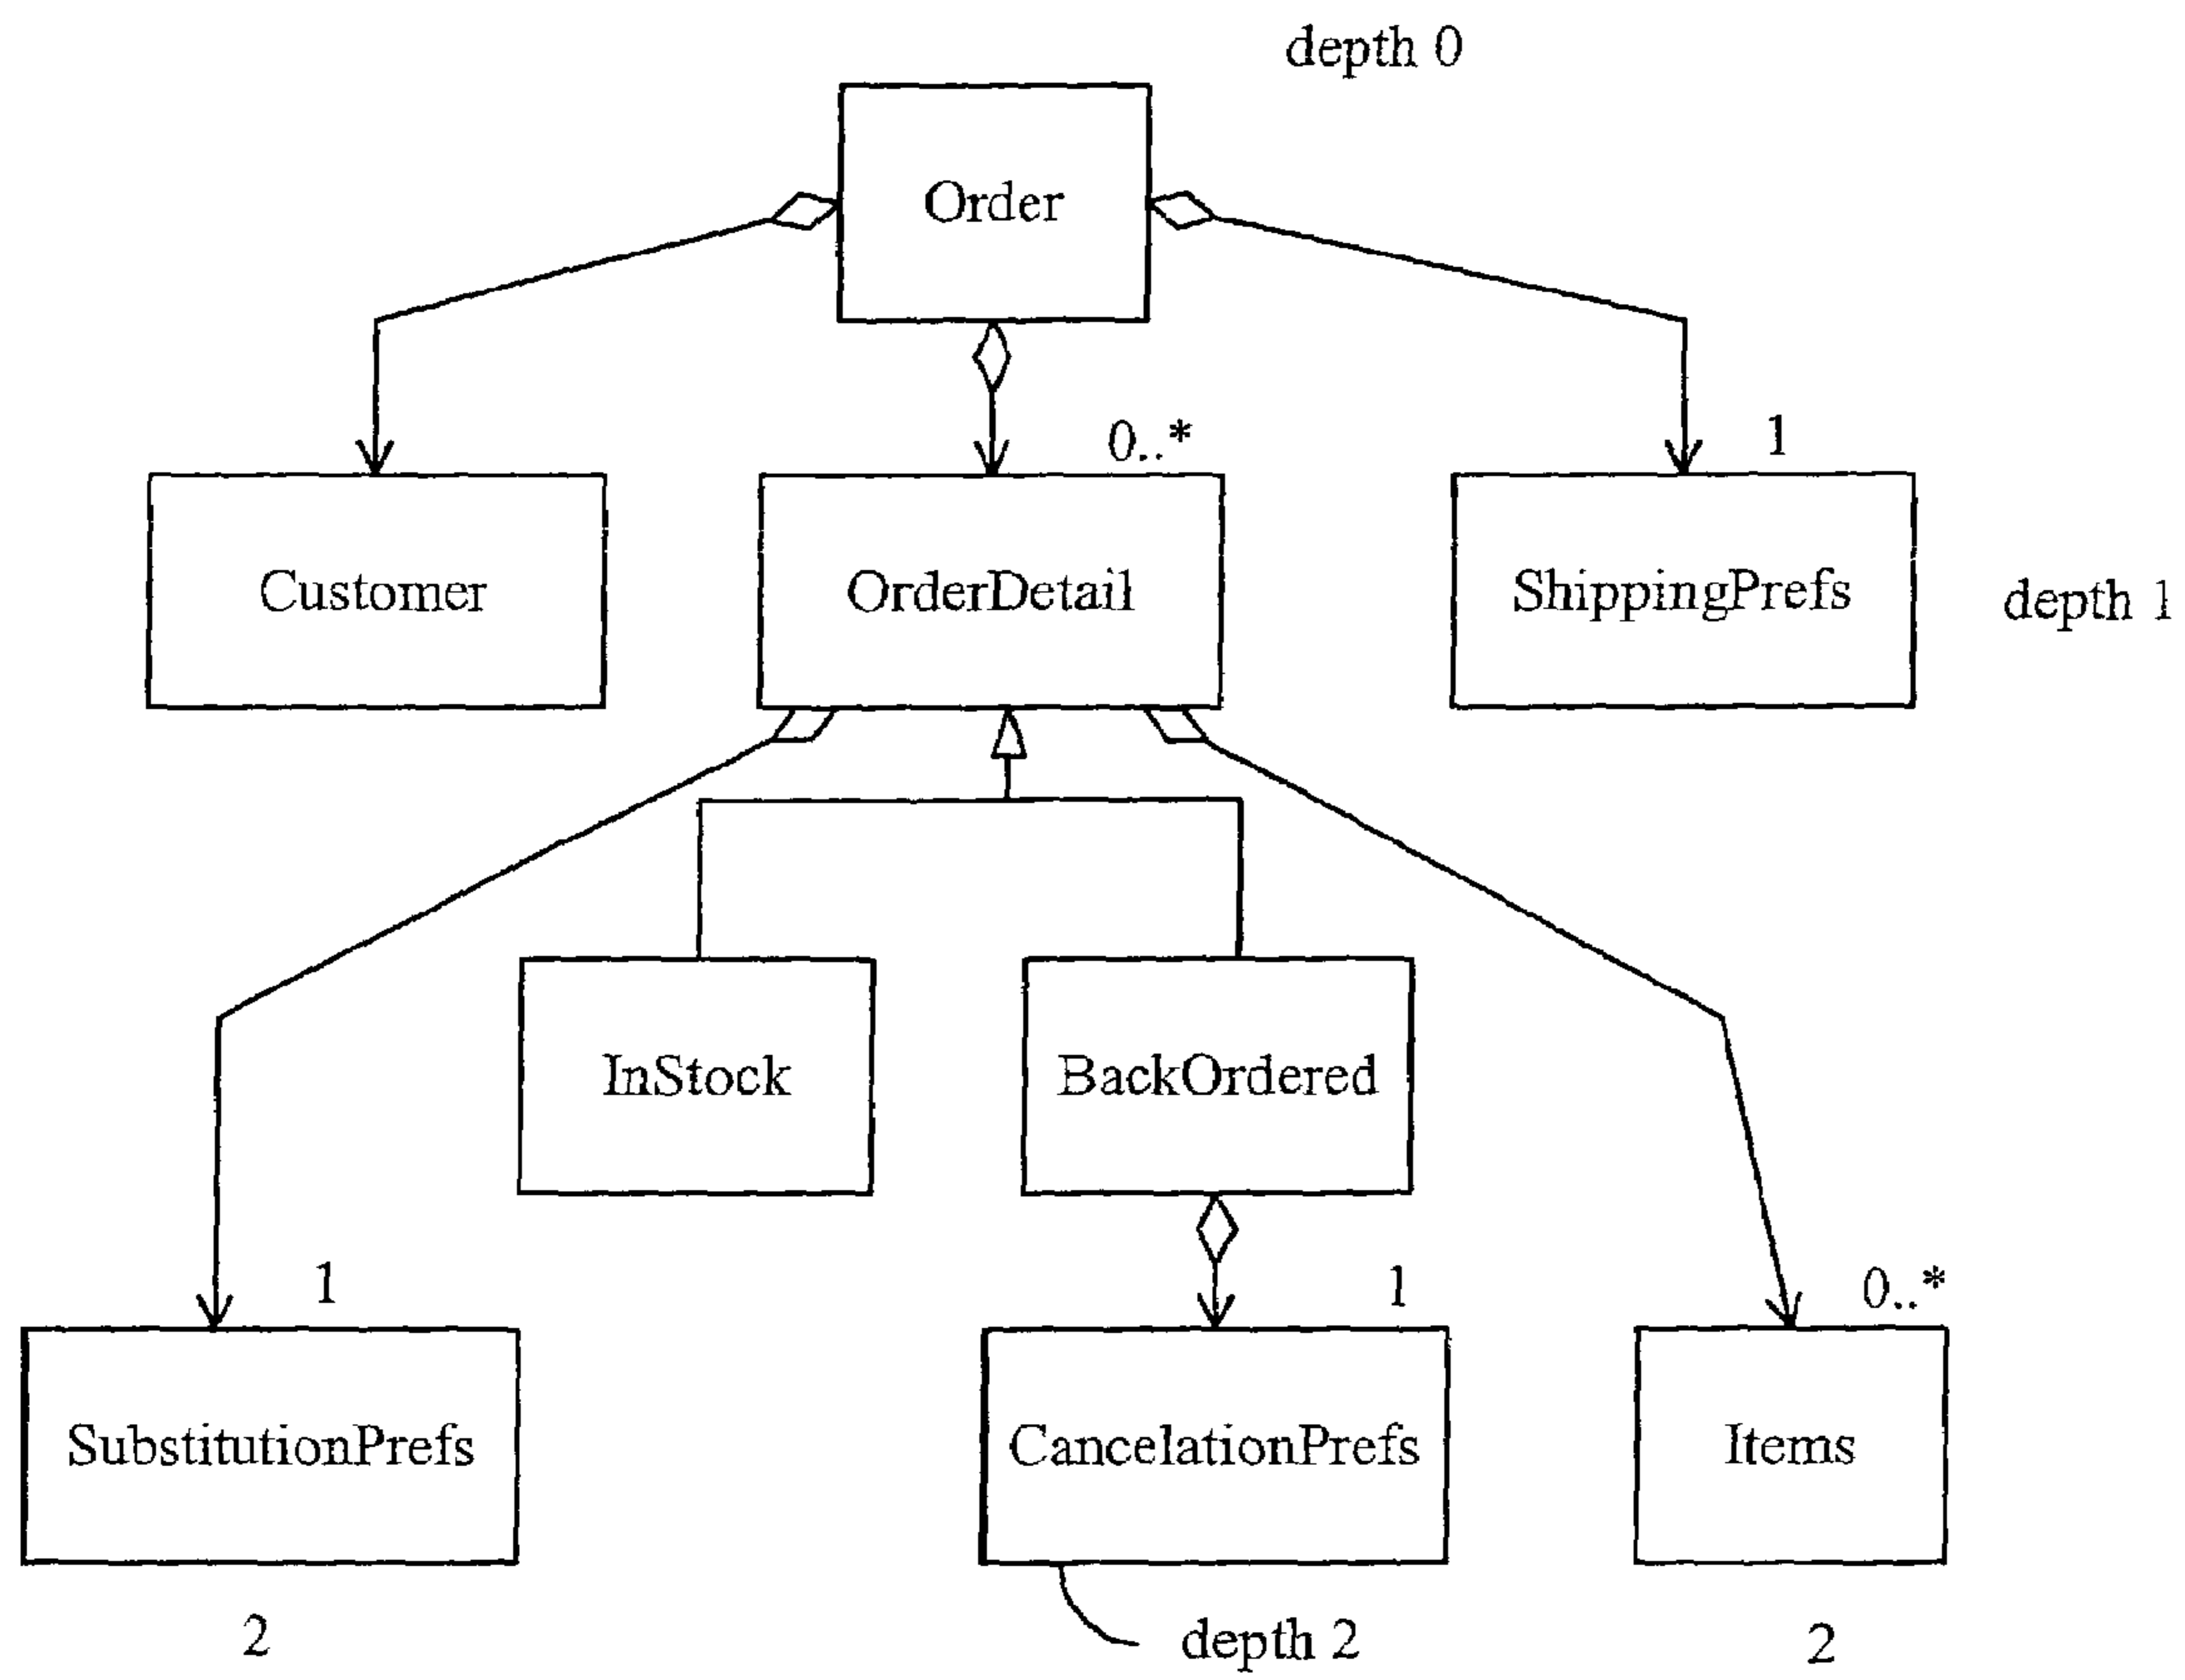 depth 0
Order
0..*
1
Customer
OrderDetail
ShippingPrefs
depth 1
InStock
BackOrdered
1
1
0..*
SubstitutionPrefs
CancelationPrefs
Items
2
depth 2
2